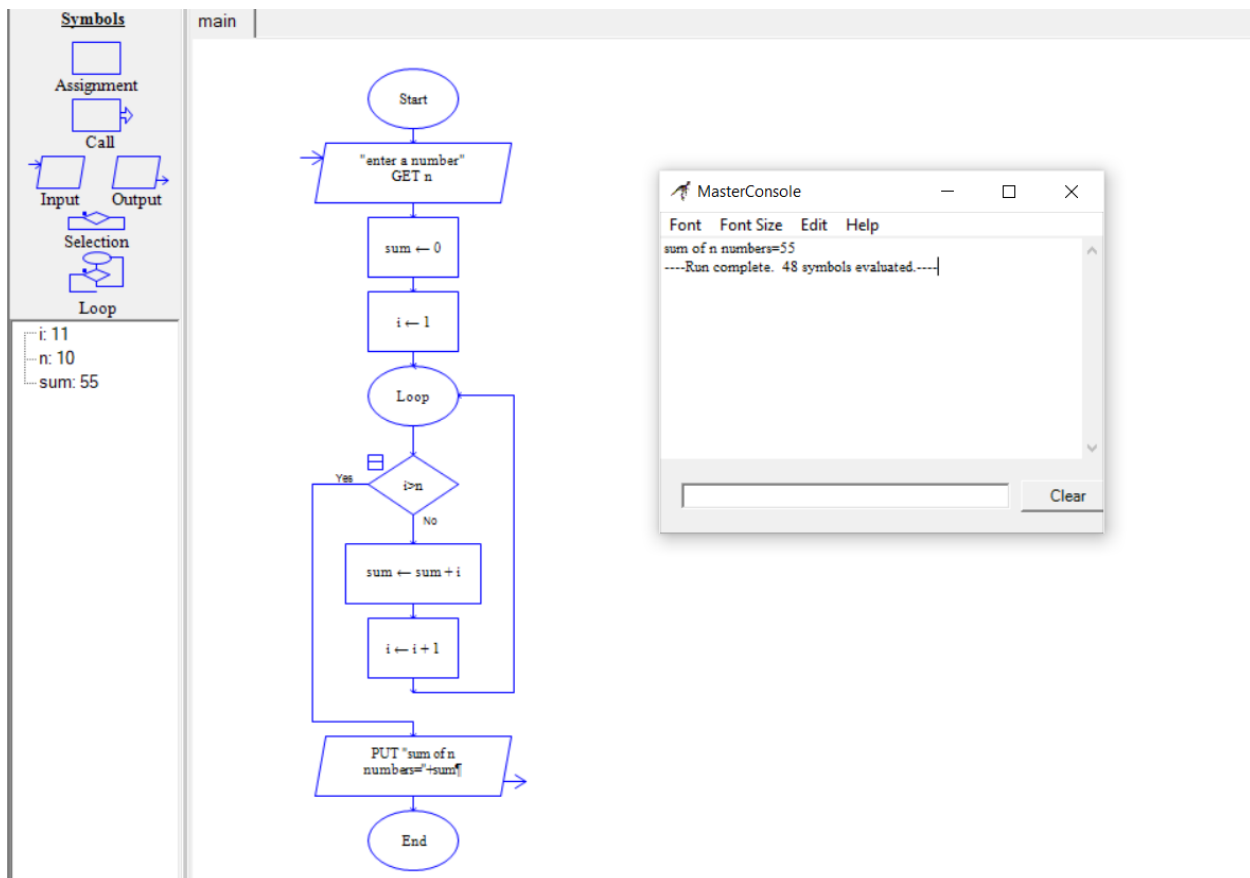 Symbols
Assignment
Call
Input Output
Selection
Loop
i: 11
n: 10
sum: 55
main
Start
"enter a number"
GET n
sum ← 0
i ← 1
Loop
Yes
i>n
No
sum ← sum + i
i ← i + 1
PUT "sum of n
numbers="+sum¶
End
MasterConsole
Font Font Size Edit Help
sum of n numbers=55
----Run complete.  48 symbols evaluated.----
Clear